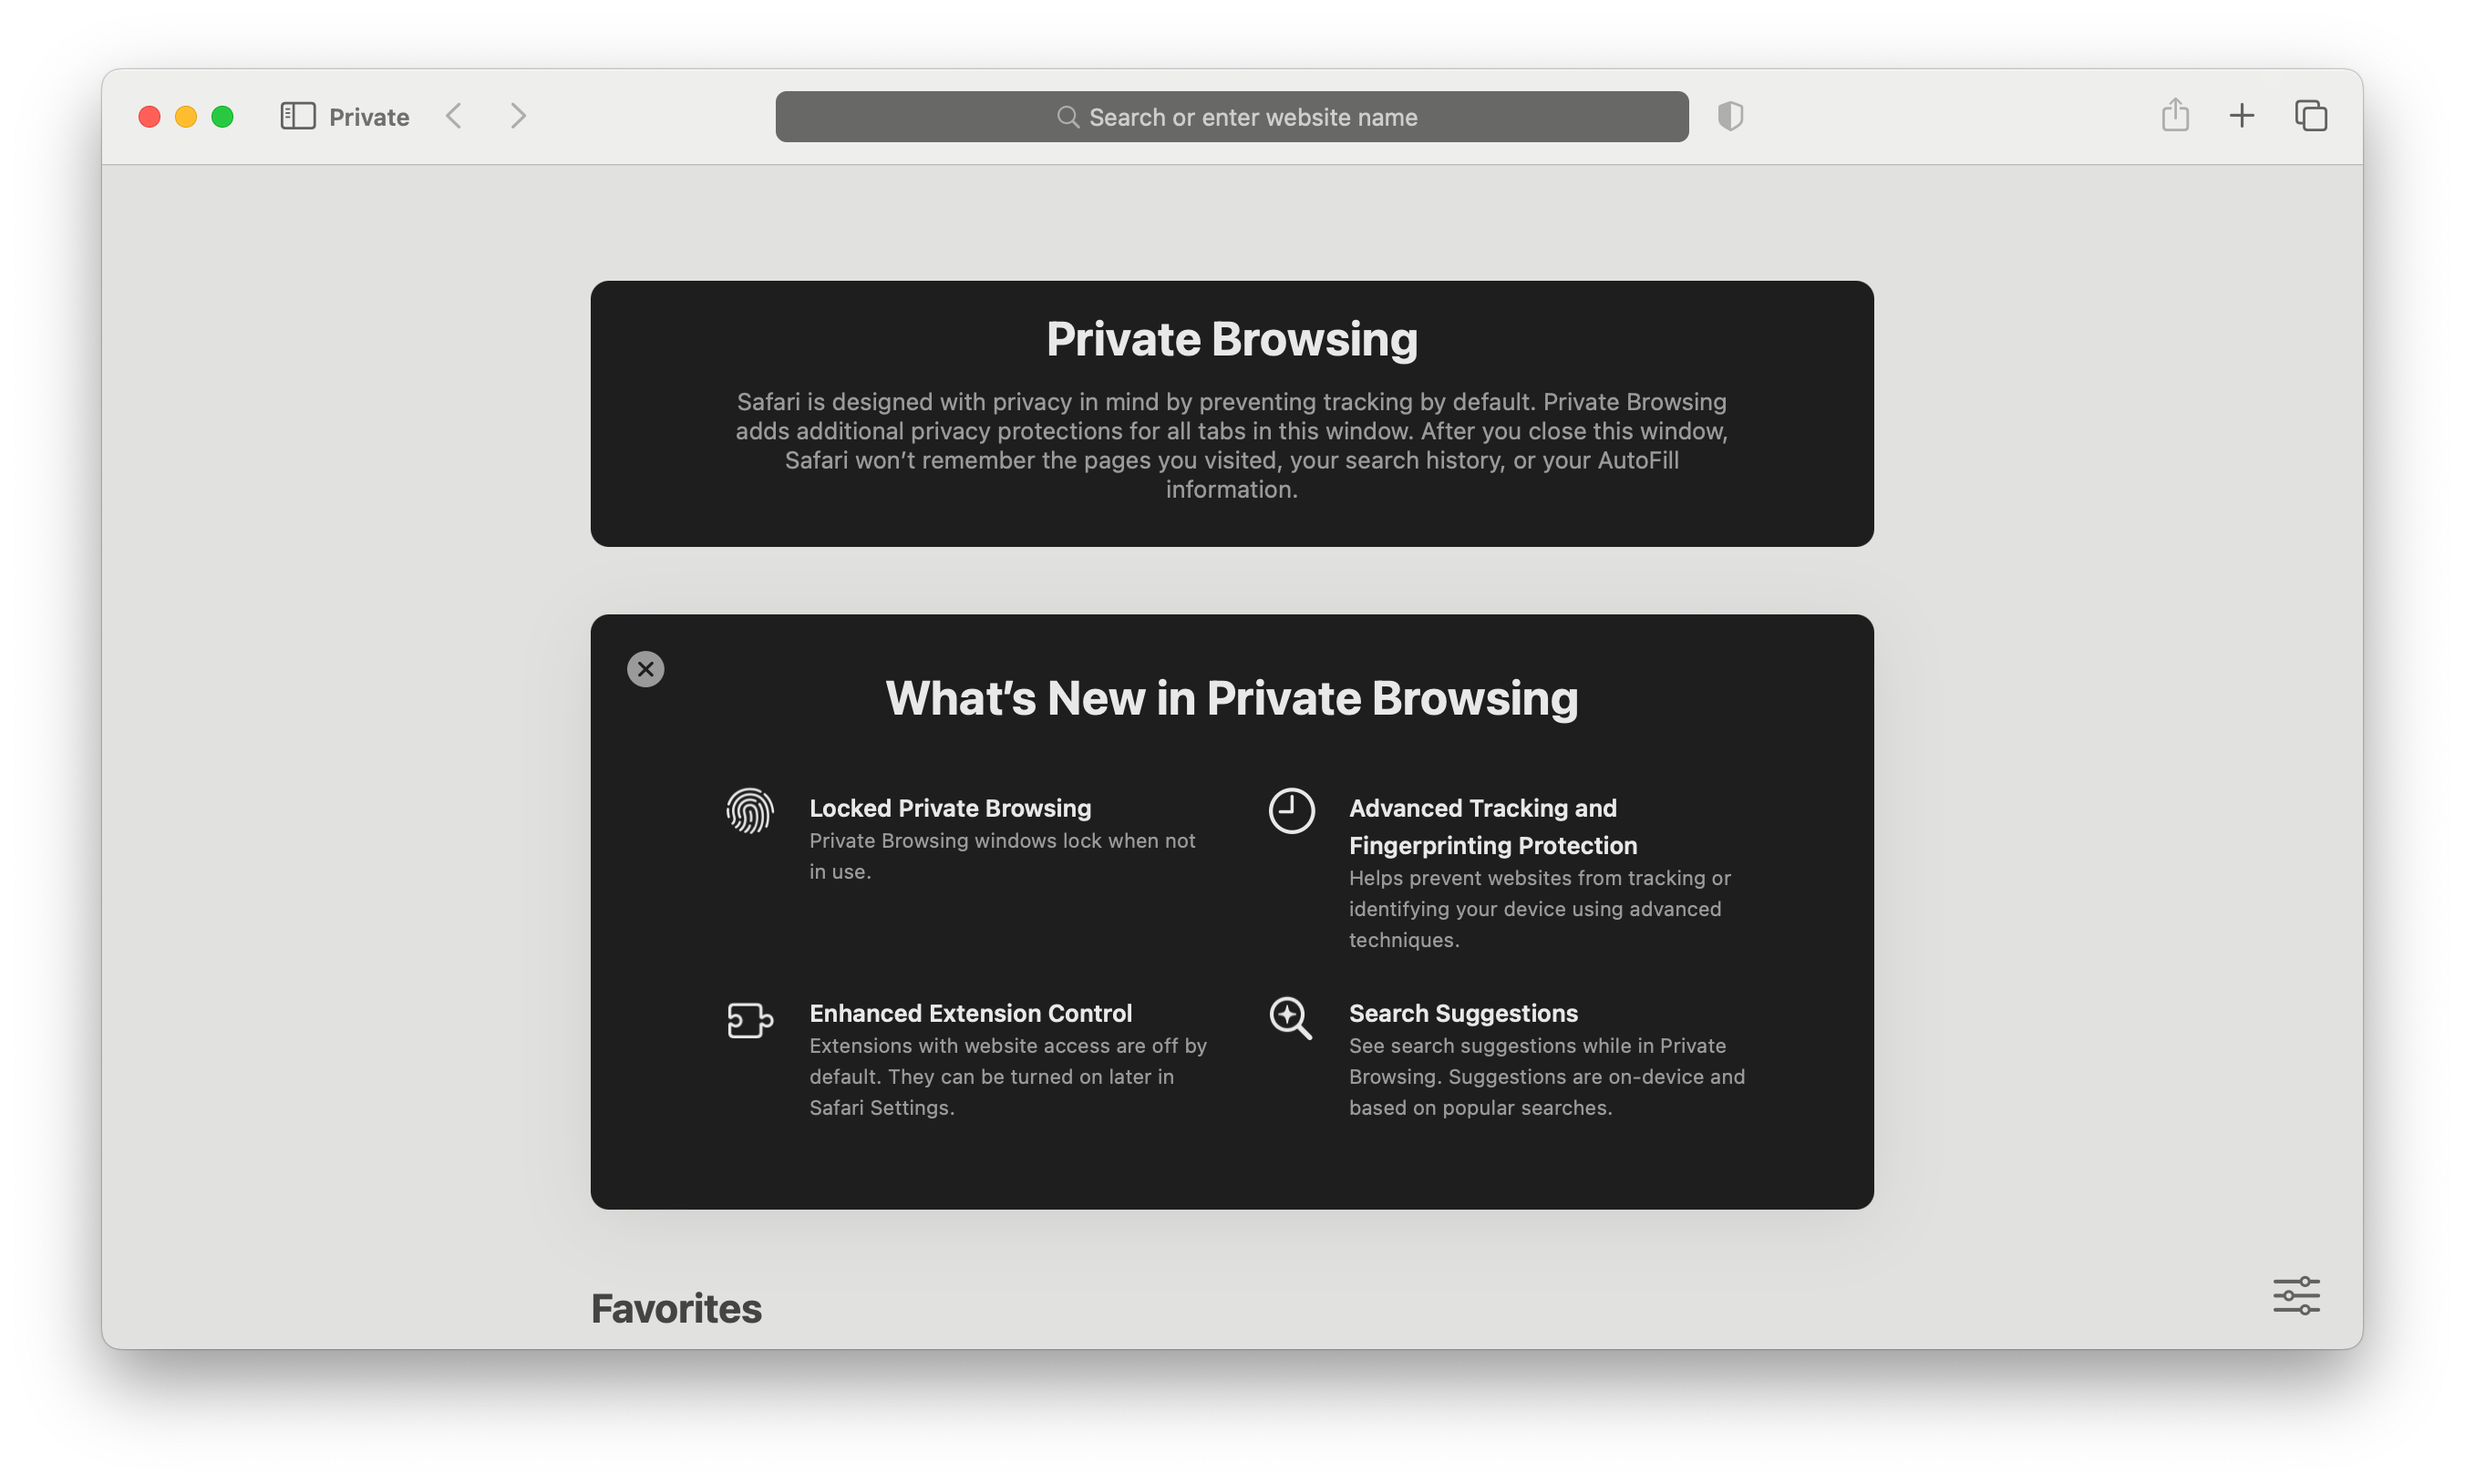 Private
Search or enter website name
Private Browsing
Safari is designed with privacy in mind by preventing tracking by default. Private Browsing
adds additional privacy protections for all tabs in this window. After you close this window,
Safari won’t remember the pages you visited, your search history, or your AutoFill
information.
What’s New in Private Browsing
Locked Private Browsing
Private Browsing windows lock when not
in use.
Advanced Tracking and
Fingerprinting Protection
Helps prevent websites from tracking or
identifying your device using advanced
techniques.
Enhanced Extension Control
Extensions with website access are off by
default. They can be turned on later in
Safari Settings.
Search Suggestions
See search suggestions while in Private
Browsing. Suggestions are on-device and
based on popular searches.
Favorites